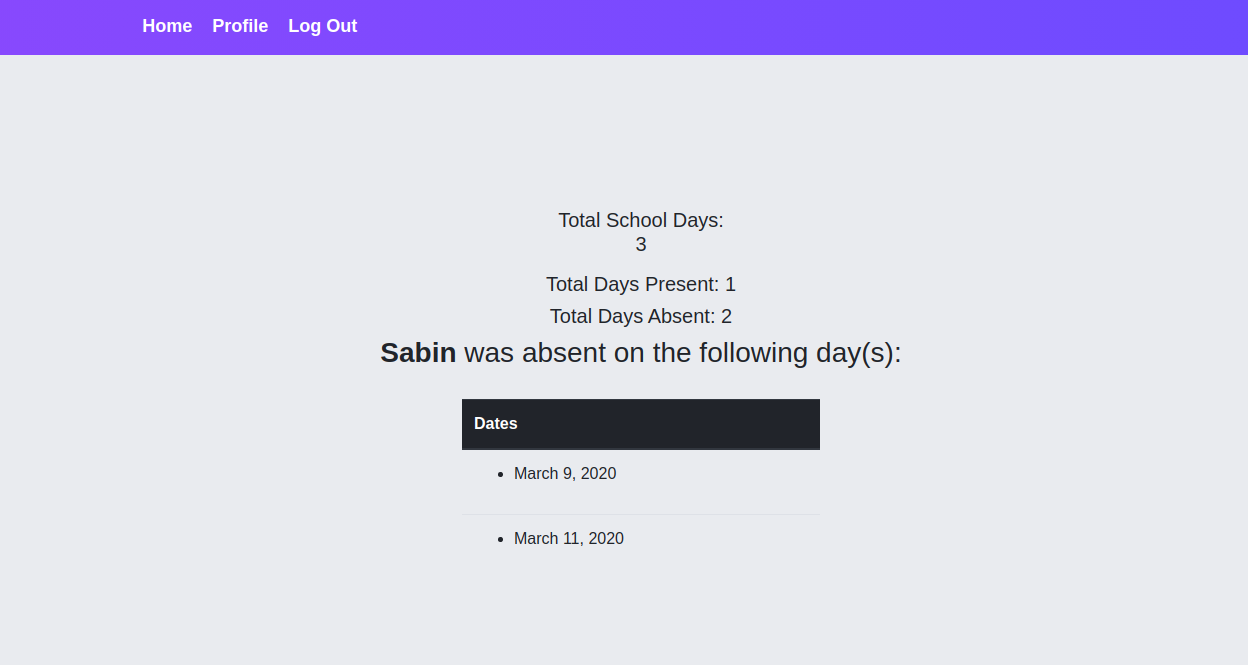 Home Profile Log Out
Total School Days:
3
Total Days Present: 1
Total Days Absent: 2
Sabin was absent on the following day(s):
Dates
• March 9, 2020
• March 11, 2020